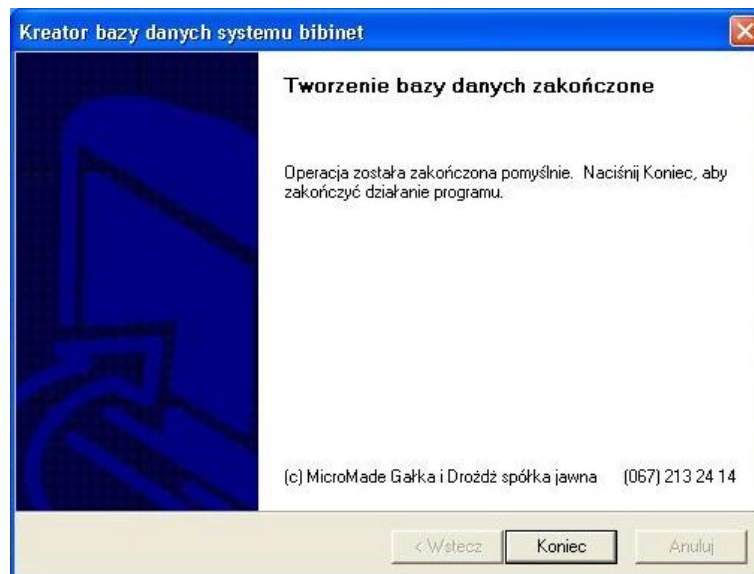 Kreator bazy danych systemu bibinet
Tworzenie bazy danych zakończone
Operacja została zakończona pomyślnie. Naciśnij Koniec, aby
zakończyć działanie programu.
(c) MicroMade Gałka i Drożdż spółka jawna (067) 213 24 14
< Wstecz Koniec Anuluj